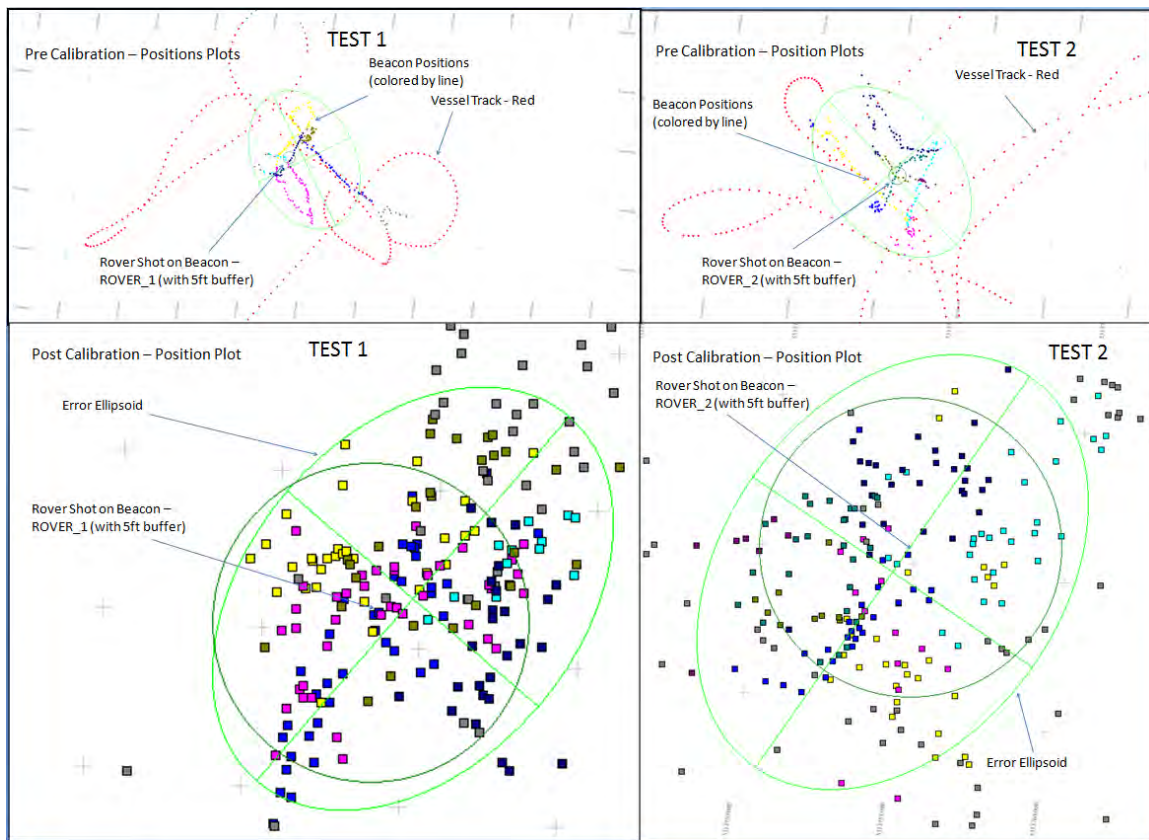 TEST 1
Pre Calibration – Positions Plots
Beacon Positions
(colored by line)
Vessel Track - Red
Rover Shot on Beacon –
ROVER_1 (with 5ft buffer)
TEST 2
Pre Calibration – Position Plots
Vessel Track - Red
Beacon Positions
(colored by line)
Rover Shot on Beacon –
ROVER_2 (with 5ft buffer)
Post Calibration – Position Plot
TEST 1
Error Ellipsoid
Rover Shot on Beacon –
ROVER_1 (with 5ft buffer)
Post Calibration – Position Plot
TEST 2
Rover Shot on Beacon –
ROVER_2 (with 5ft buffer)
Error Ellipsoid